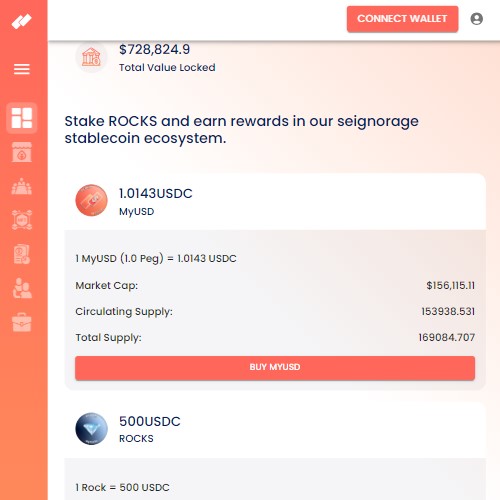 CONNECT WALLET
$728,824.9
Total Value Locked
Stake ROCKS and earn rewards in our seignorage
stablecoin ecosystem.
1.0143USDC
MyUSD
1 MyUSD (1.0 Peg) = 1.0143 USDC
Market Cap: $156,115.11
Circulating Supply: 153938.531
Total Supply: 169084.707
BUY MYUSD
500USDC
ROCKS
1 Rock = 500 USDC